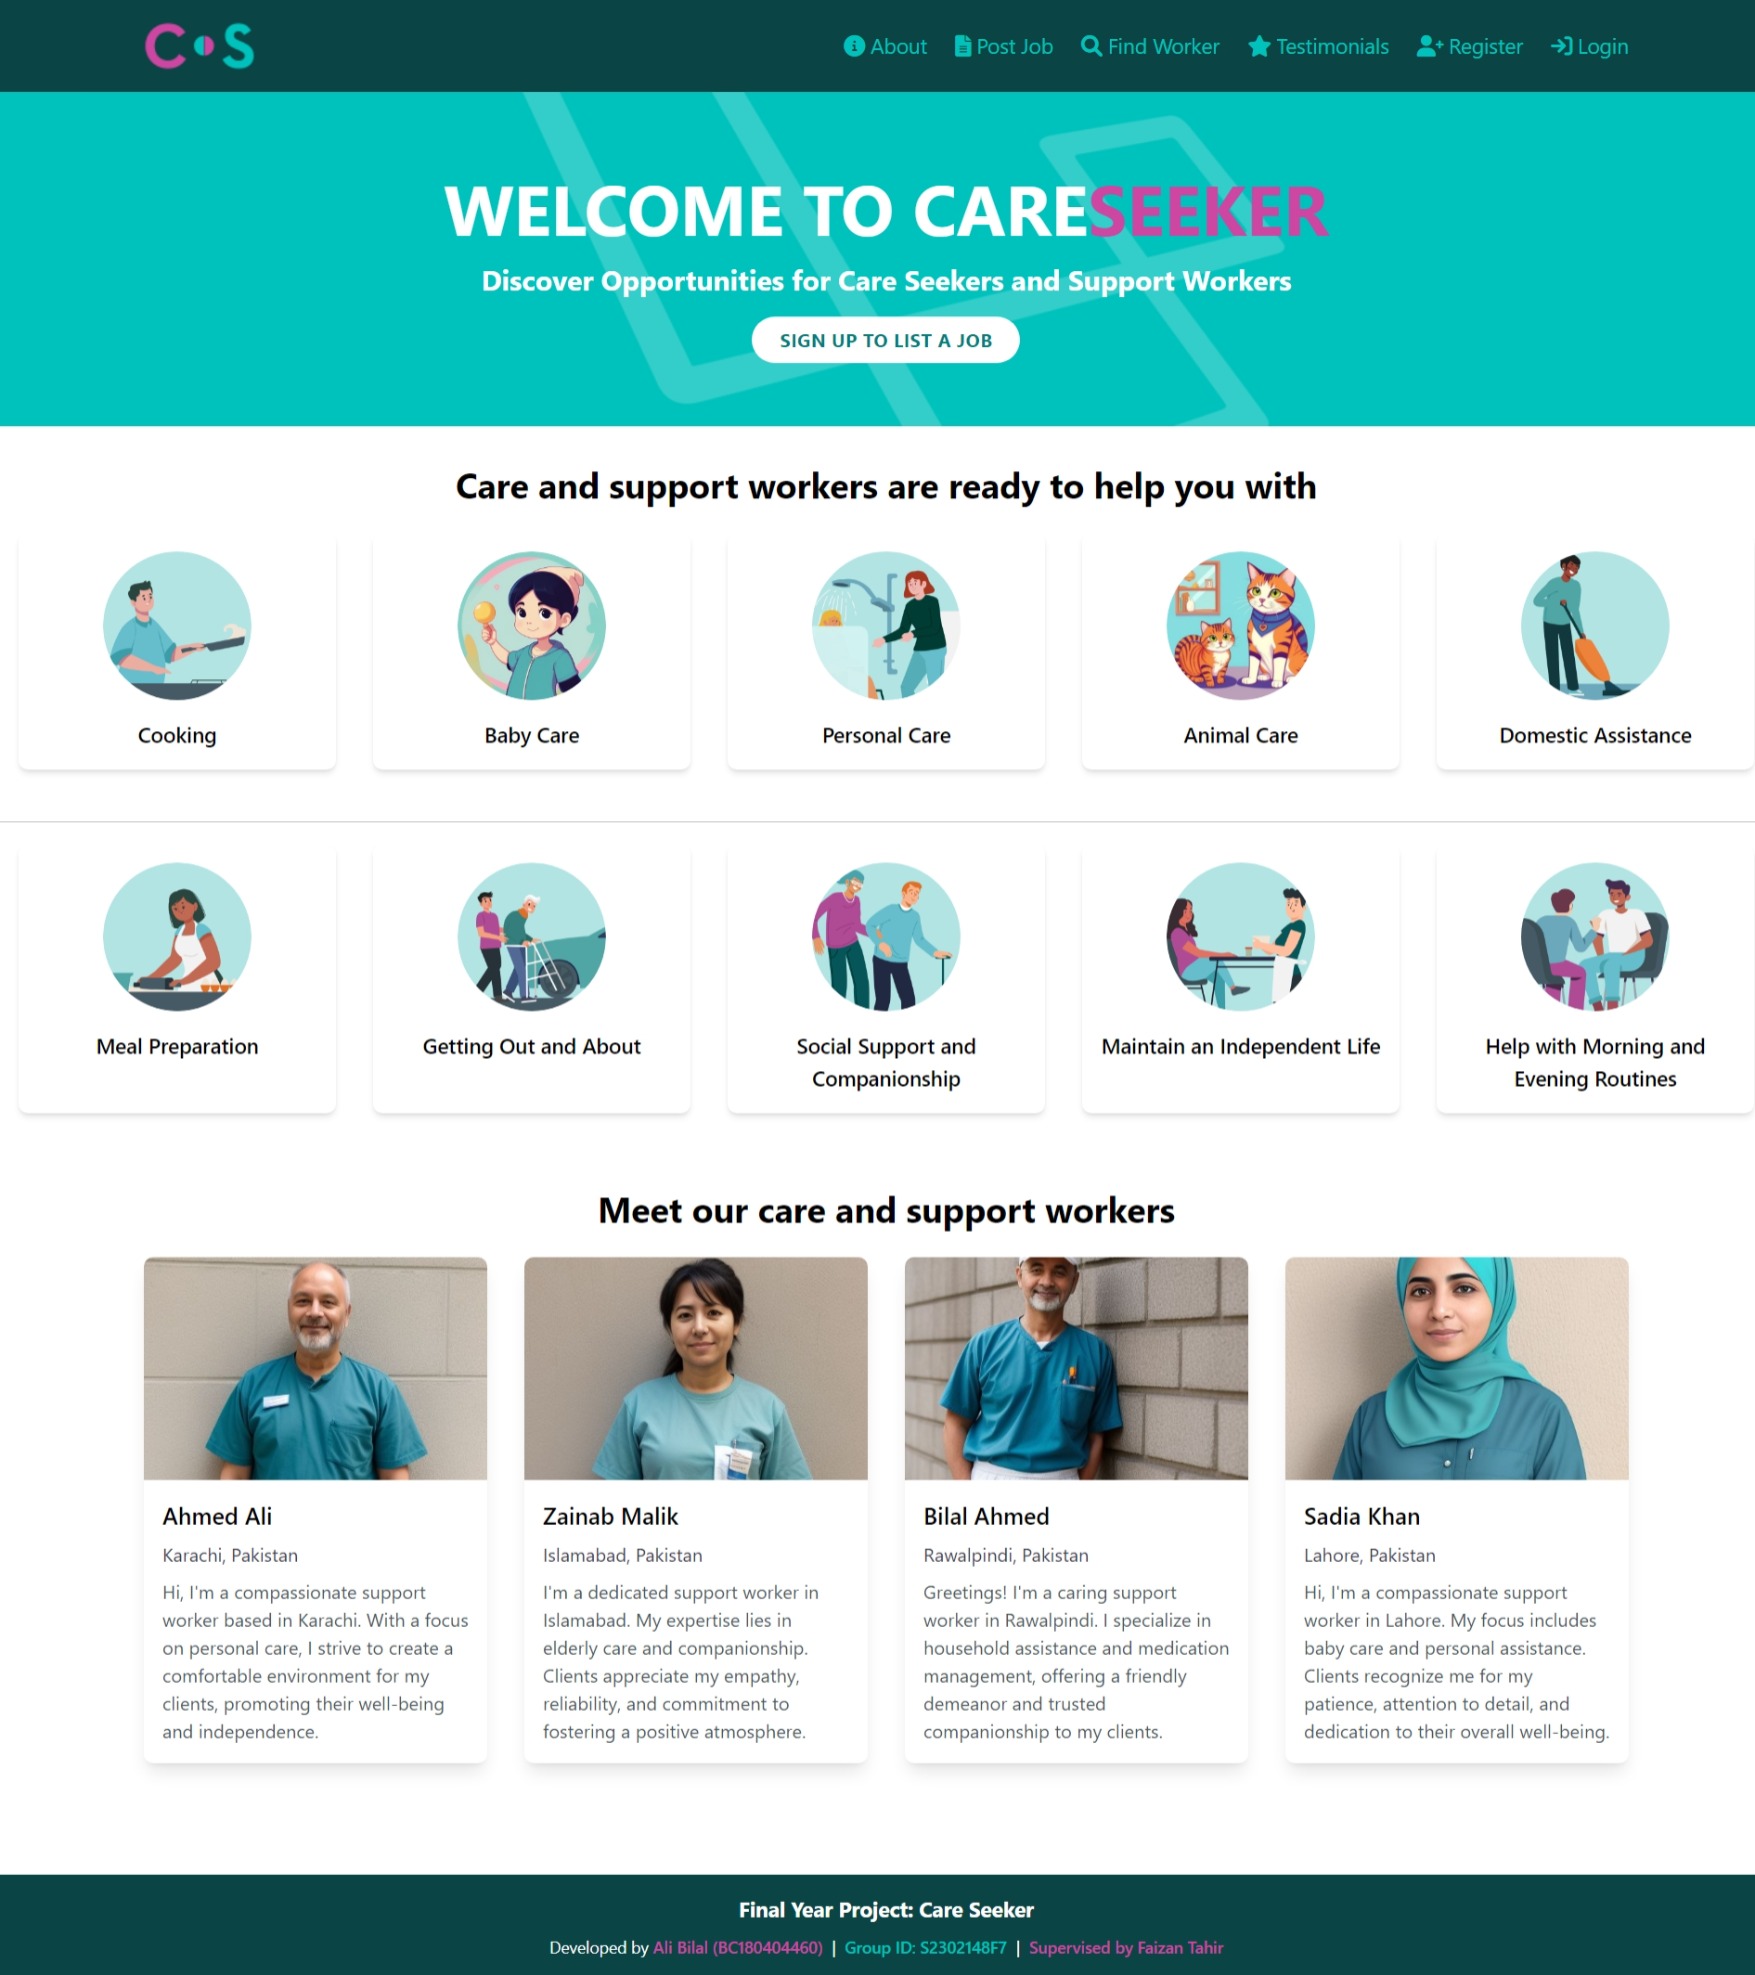 C S
About
Post Job
Find Worker
Testimonials
Register
Login
WELCOME TO CARESEEKER
Discover Opportunities for Care Seekers and Support Workers
SIGN UP TO LIST A JOB
Care and support workers are ready to help you with
Cooking
Baby Care
Personal Care
Animal Care
Domestic Assistance
Meal Preparation
Getting Out and About
Social Support and
Companionship
Maintain an Independent Life
Help with Morning and
Evening Routines
Meet our care and support workers
Ahmed Ali
Karachi, Pakistan
Hi, I'm a compassionate support
worker based in Karachi. With a focus
on personal care, I strive to create a
comfortable environment for my
clients, promoting their well-being
and independence.
Zainab Malik
Islamabad, Pakistan
I'm a dedicated support worker in
Islamabad. My expertise lies in
elderly care and companionship.
Clients appreciate my empathy,
reliability, and commitment to
fostering a positive atmosphere.
Bilal Ahmed
Rawalpindi, Pakistan
Greetings! I'm a caring support
worker in Rawalpindi. I specialize in
household assistance and medication
management, offering a friendly
demeanor and trusted
companionship to my clients.
Sadia Khan
Lahore, Pakistan
Hi, I'm a compassionate support
worker in Lahore. My focus includes
baby care and personal assistance.
Clients recognize me for my
patience, attention to detail, and
dedication to their overall well-being.
Final Year Project: Care Seeker
Developed by Ali Bilal (BC180404460) | Group ID: S2302148F7 | Supervised by Faizan Tahir